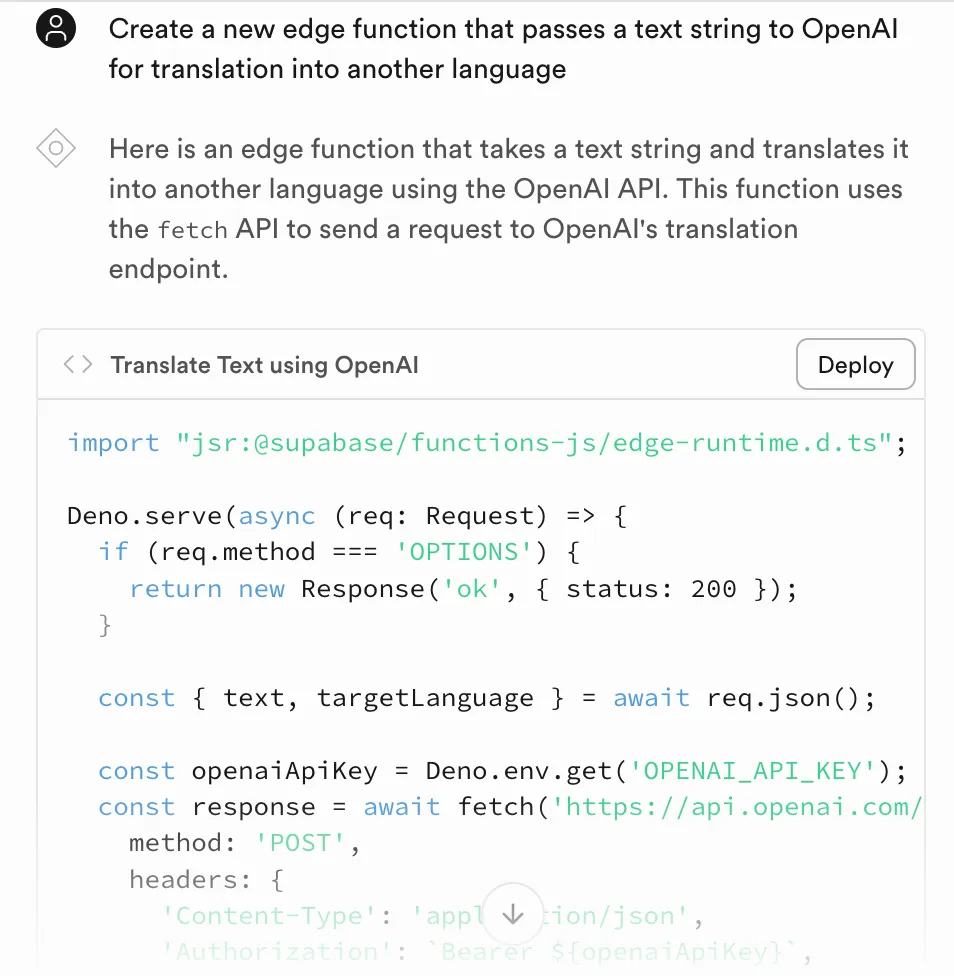 Create a new edge function that passes a text string to OpenAI
for translation into another language
Here is an edge function that takes a text string and translates it
into another language using the OpenAI API. This function uses
the fetch API to send a request to OpenAI's translation
endpoint.
Translate Text using OpenAI
Deploy
import "jsr:@supabase/functions-js/edge-runtime.d.ts";
Deno.serve(async (req: Request) => {
  if (req.method === 'OPTIONS') {
    return new Response('ok', { status: 200 });
  }
  const { text, targetLanguage } = await req.json();
  const openaiApiKey = Deno.env.get('OPENAI_API_KEY');
  const response = await fetch('https://api.openai.com/
    method: 'POST',
    headers: {
      'Content-Type': 'appl tion/json',
      'Authorization': `Bearer ${openaiApiKey}`,